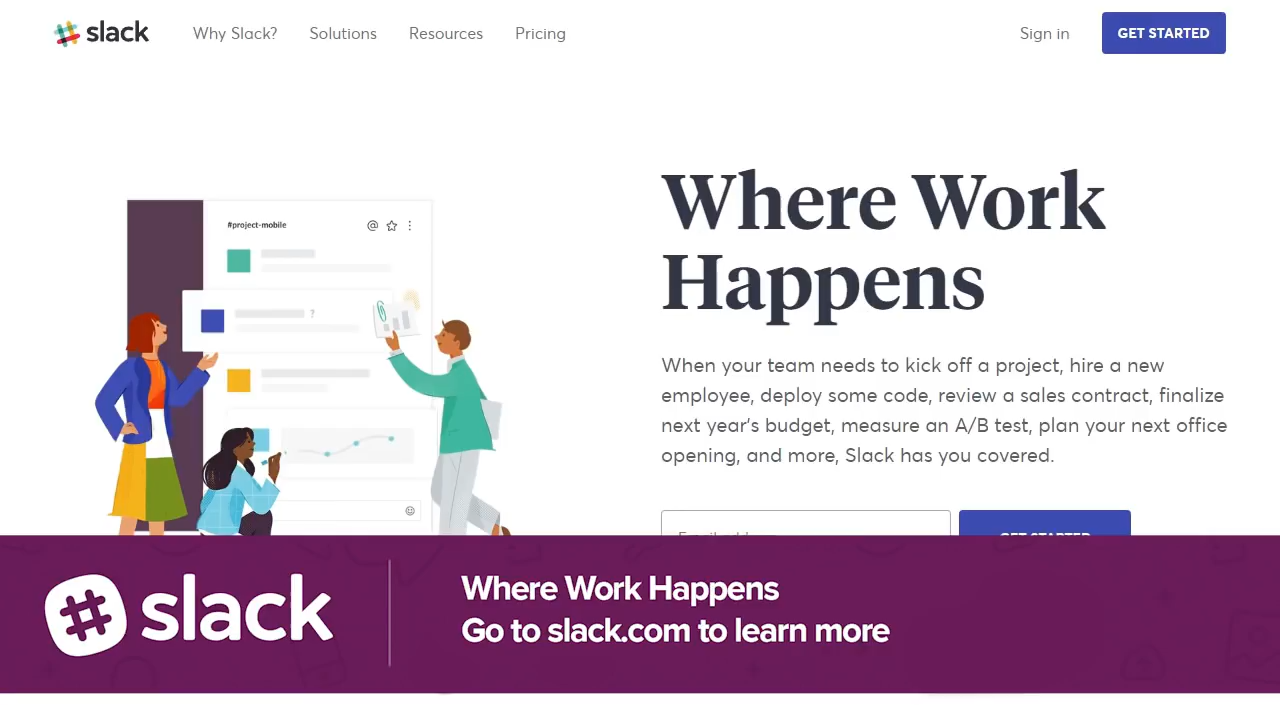 slack
Why Slack?
Solutions
Resources
Pricing
Sign in
GET STARTED
#project-mobile
?
Where Work
Happens
When your team needs to kick off a project, hire a new
employee, deploy some code, review a sales contract, finalize
next year's budget, measure an A/B test, plan your next office
opening, and more, Slack has you covered.
GET STARTED
slack
Where Work Happens
Go to slack.com to learn more